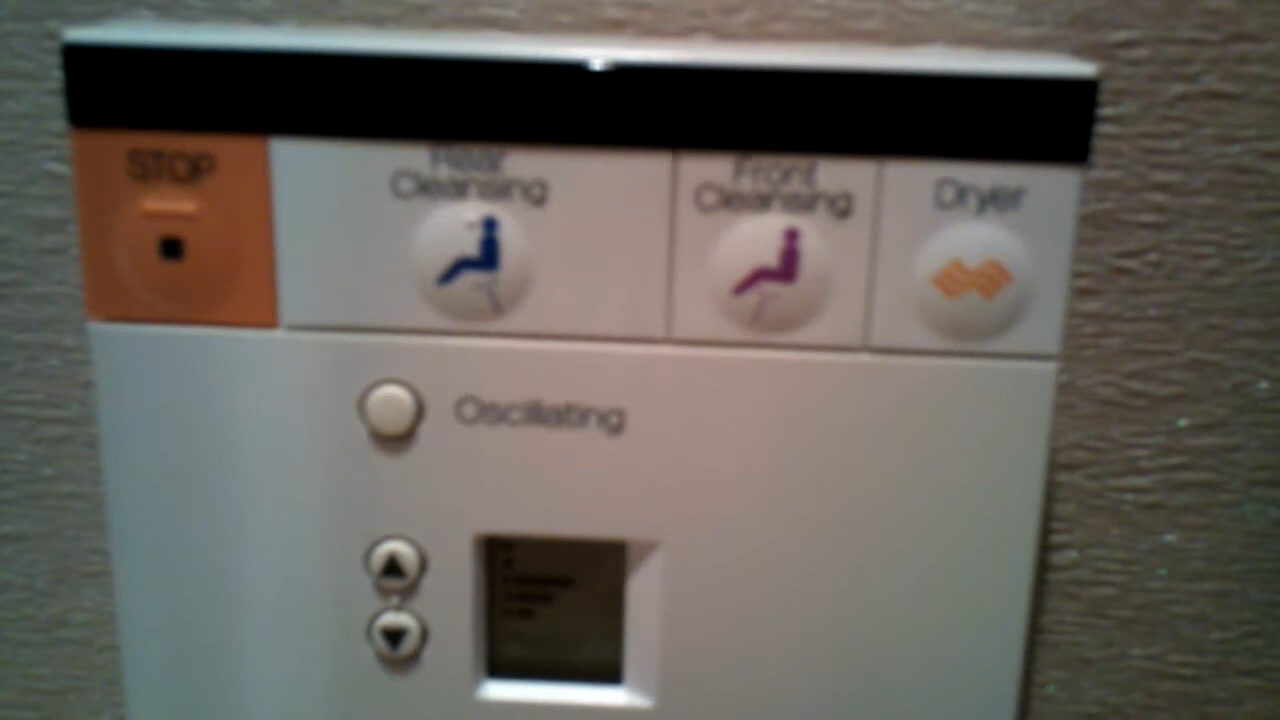 STOP
Rear
Cleansing
Front
Cleansing
Dryer
Oscillating